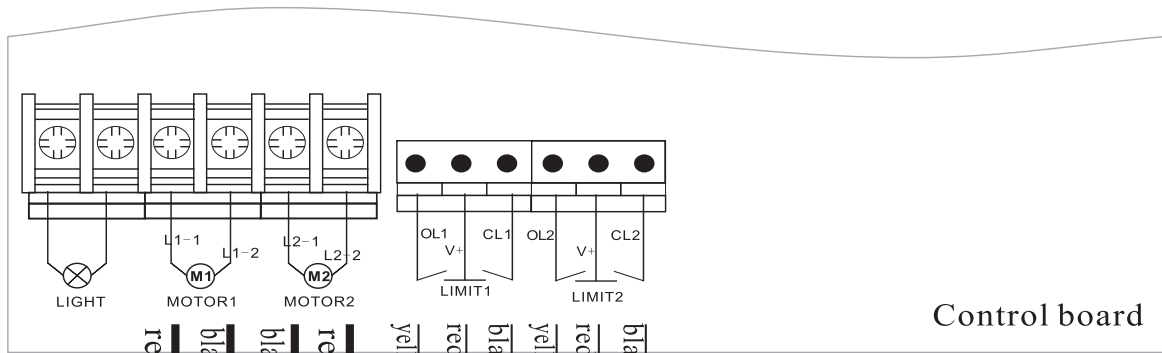 L1-1
L1-2
L2-1
L2-2
M1
M2
LIGHT
MOTOR1
MOTOR2
OL1
V+
CL1
OL2
V+
CL2
LIMIT1
LIMIT2
Control board